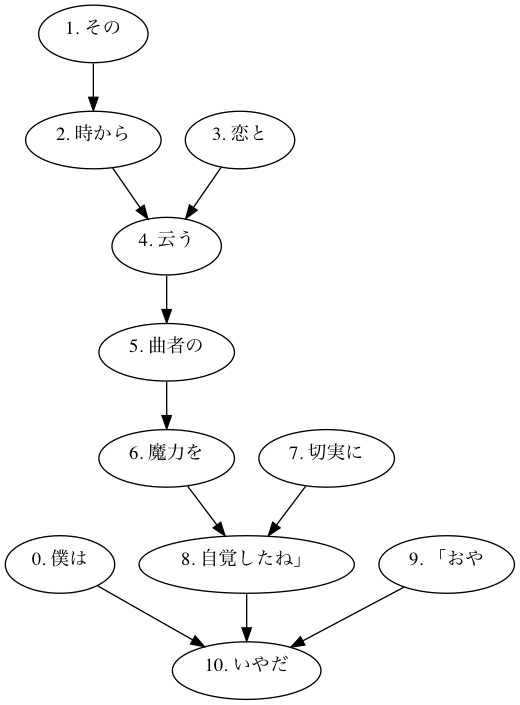 1. その
2. 時から
3. 恋と
4. 云う
5. 曲者の
6. 魔力を
7. 切実に
0. 僕は
8. 自覚したね」
9. 「おや
10. いやだ